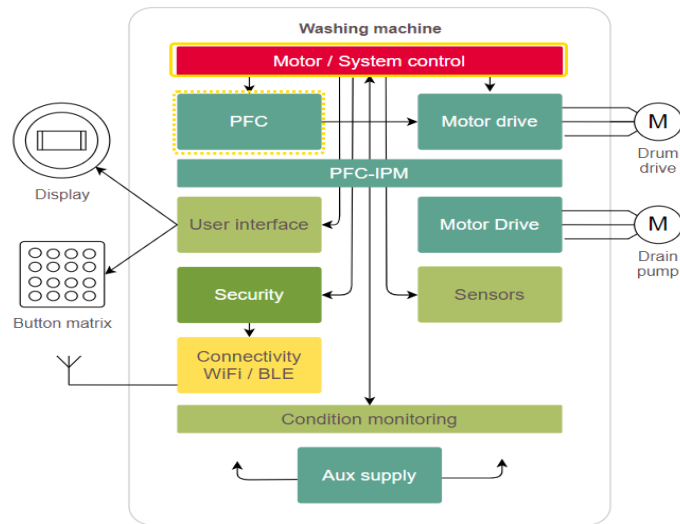 Washing machine
Motor / System control
PFC
Motor drive
M
Drum
drive
PFC-IPM
Display
User interface
Motor Drive
M
Drain
pump
Button matrix
Security
Sensors
Connectivity
WiFi / BLE
Condition monitoring
Aux supply